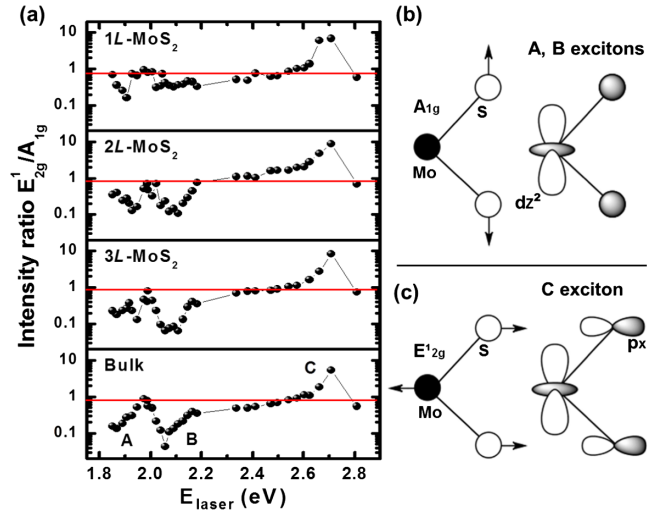 (a)
Intensity ratio E¹₂g/A₁g
10
1
0.1
1L-MoS₂
10
1
0.1
2L-MoS₂
10
1
0.1
3L-MoS₂
10
1
0.1
Bulk
A
B
C
1.8 2.0 2.2 2.4 2.6 2.8
E laser (eV)
(b)
A, B excitons
A₁g
S
Mo
dz²
(c)
C exciton
E¹₂g
S
Mo
px